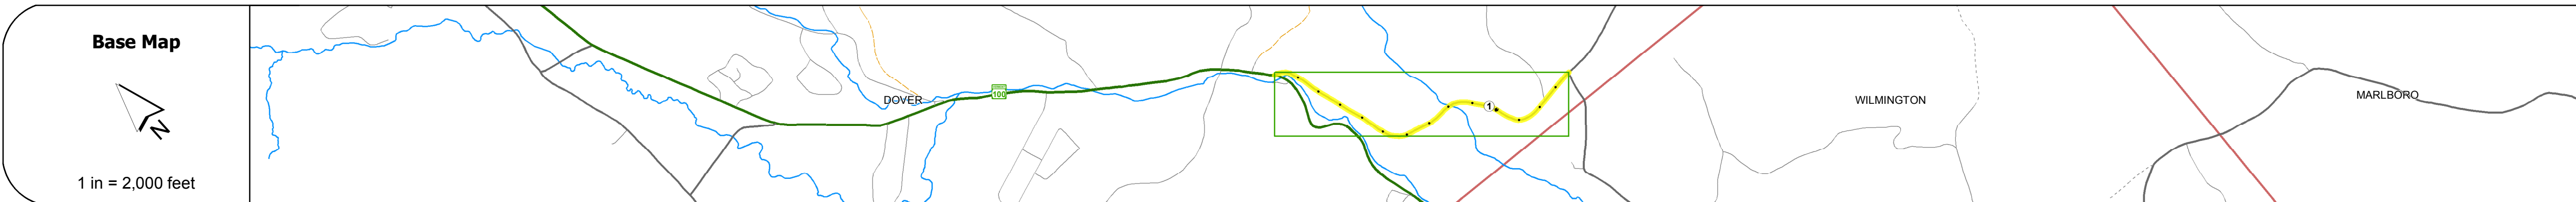 Base Map
N
1 in = 2,000 feet
DOVER
100
1
WILMINGTON
MARLBORO